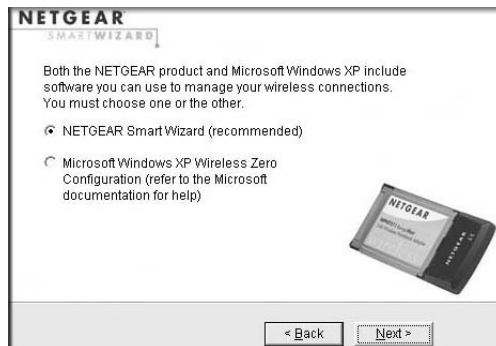 NETGEAR
SMARTWIZARD
Both the NETGEAR product and Microsoft Windows XP include
software you can use to manage your wireless connections.
You must choose one or the other.
NETGEAR Smart Wizard (recommended)
Microsoft Windows XP Wireless Zero
Configuration (refer to the Microsoft
documentation for help)
NETGEAR
NETGEAR
< Back
Next >